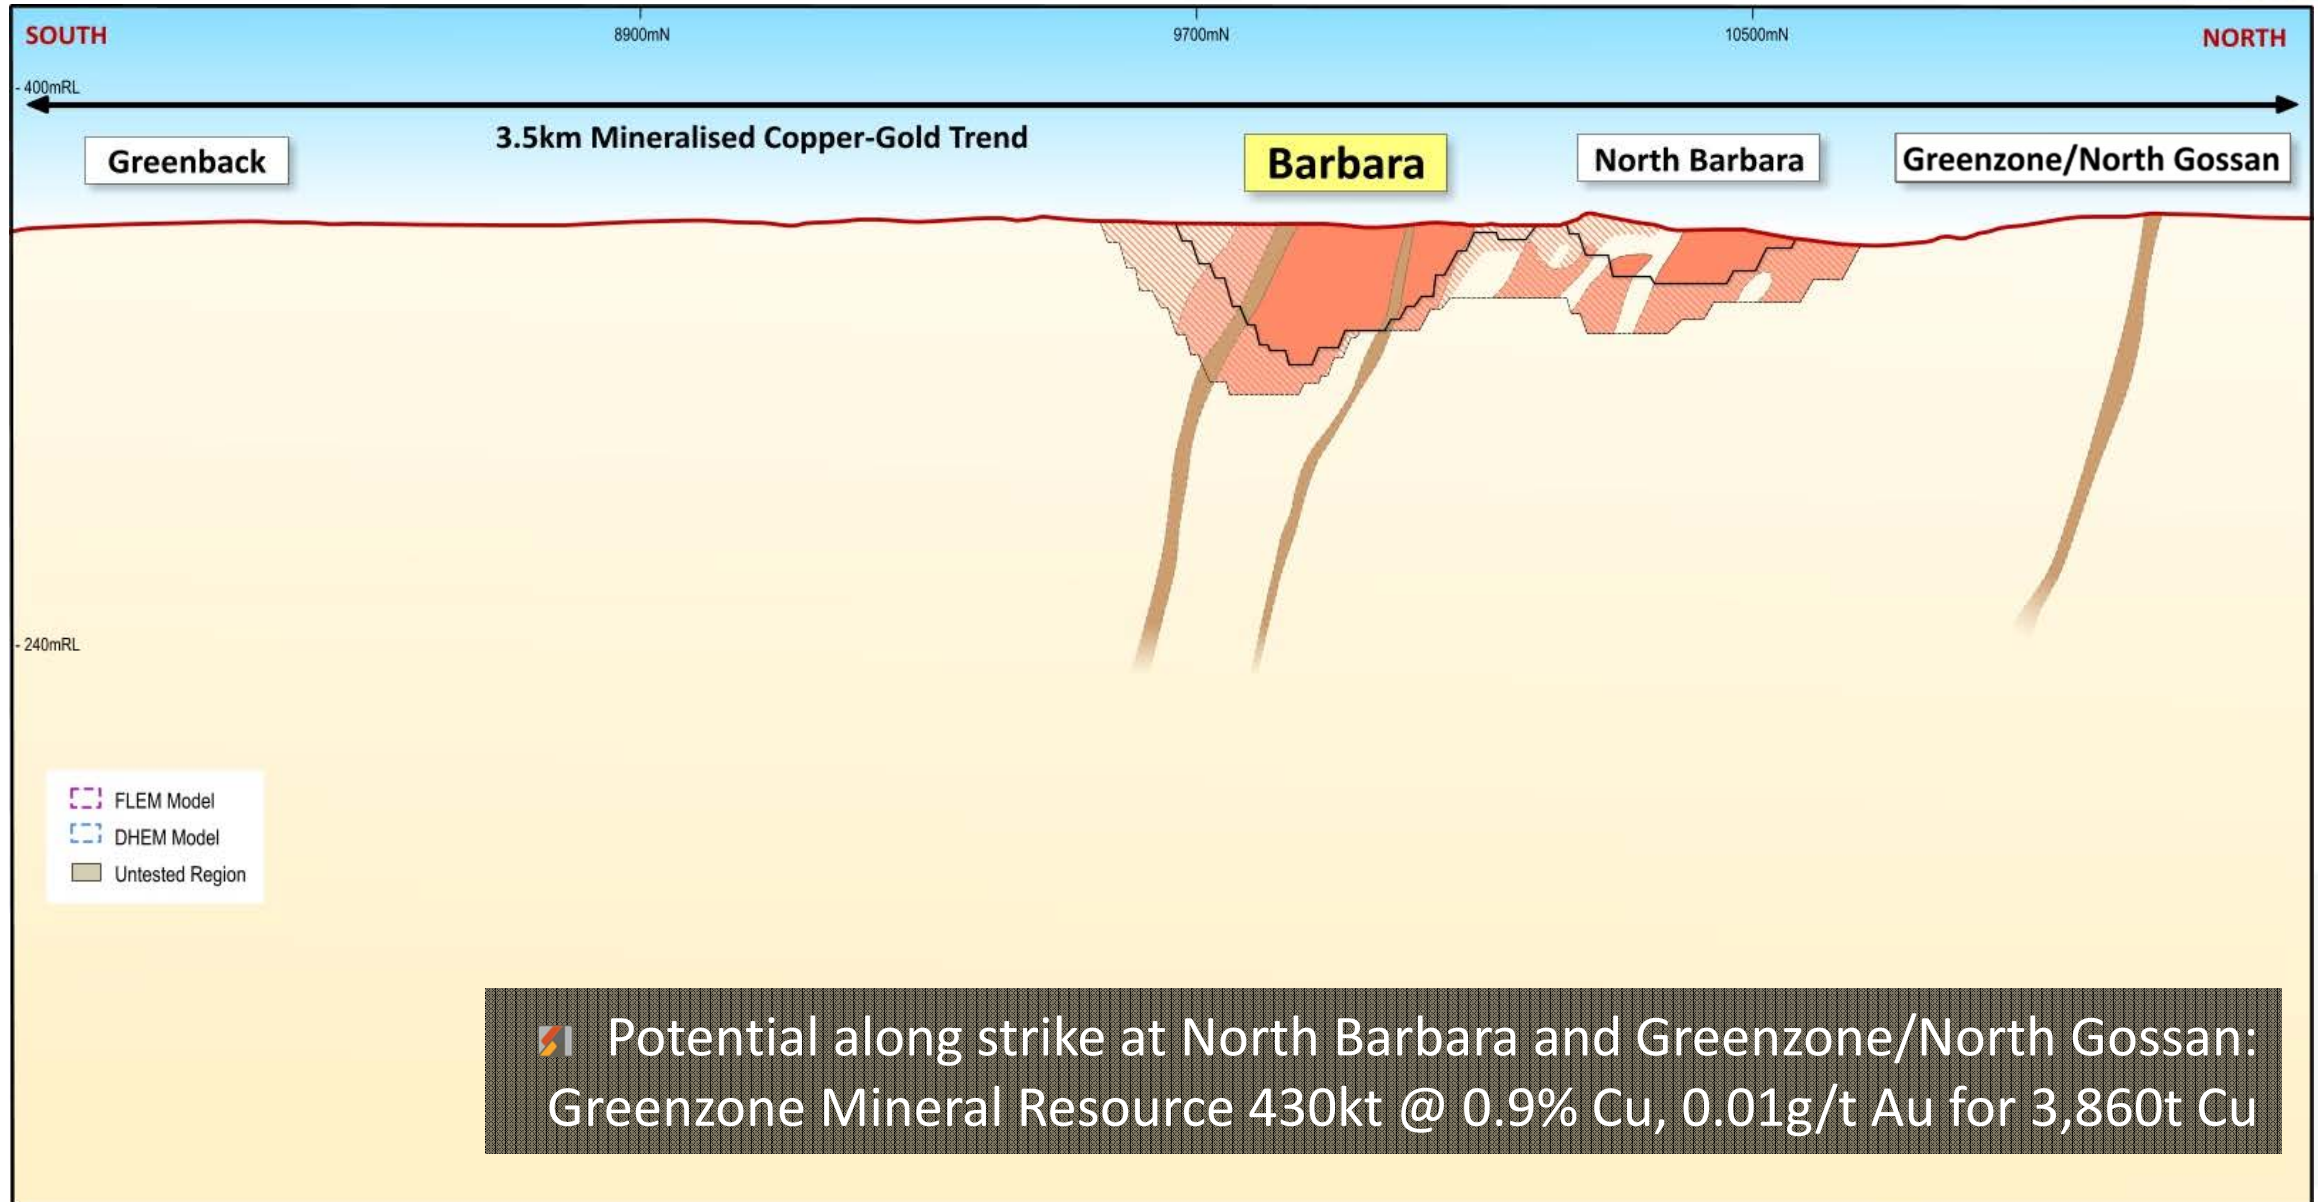 SOUTH
8900mN
9700mN
10500mN
NORTH
- 400mRL
3.5km Mineralised Copper-Gold Trend
Greenback
Barbara
North Barbara
Greenzone/North Gossan
- 240mRL
FLEM Model
DHEM Model
Untested Region
Potential along strike at North Barbara and Greenzone/North Gossan:
Greenzone Mineral Resource 430kt @ 0.9% Cu, 0.01g/t Au for 3,860t Cu